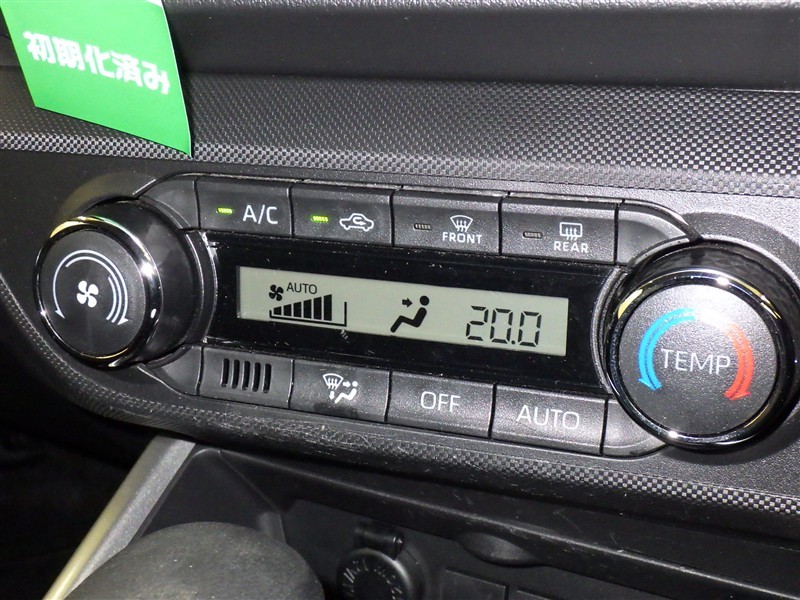 初期化済み
A/C
FRONT
REAR
AUTO
20.0
TEMP
OFF
AUTO